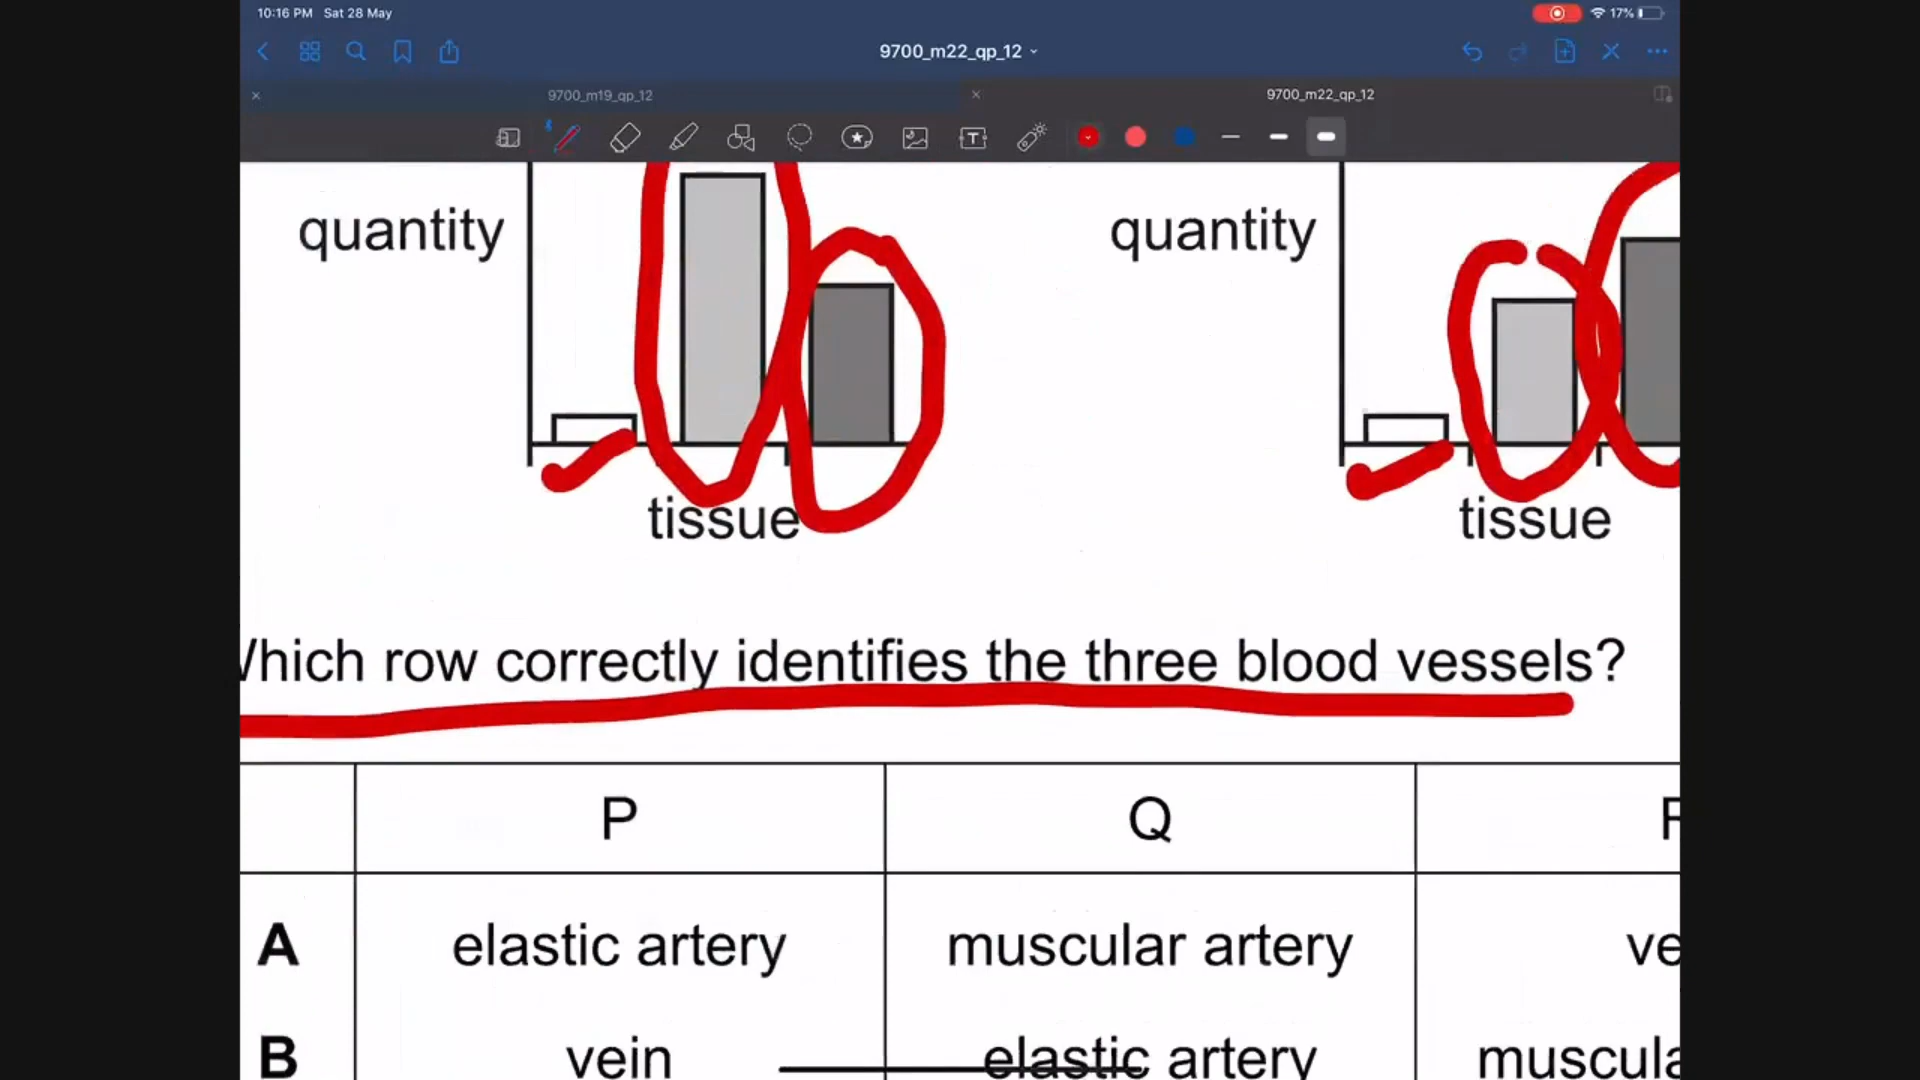 10:16 PM Sat 28 May
17%
9700_m22_qp_12
9700_m19_qp_12
9700_m22_qp_12
T
quantity
quantity
tissue
tissue
Which row correctly identifies the three blood vessels?
P Q
A elastic artery muscular artery
B vein elastic artery